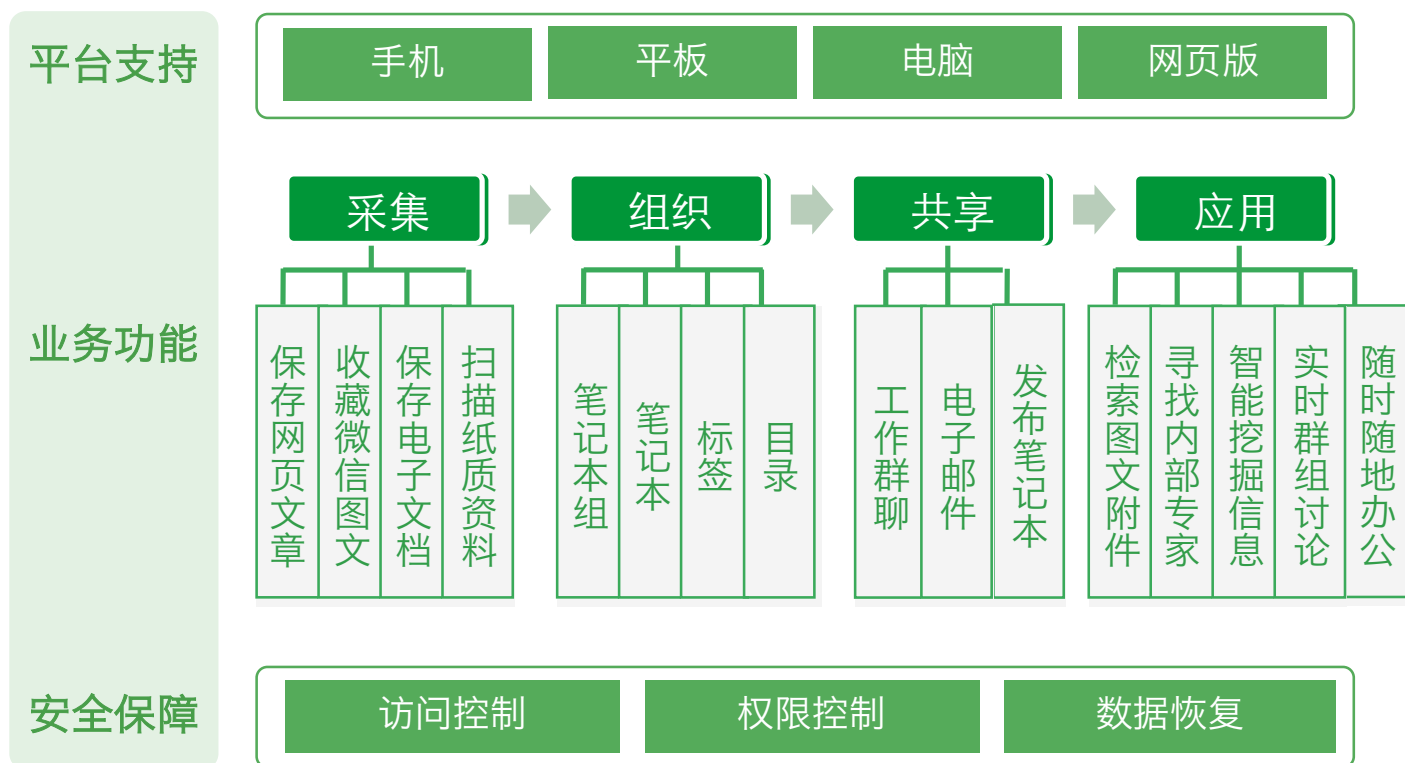 平台支持
手机
平板
电脑
网页版
业务功能
采集
组织
共享
应用
保存网页文章
收藏微信图文
保存电子文档
扫描纸质资料
笔记本组
笔记本
标签
目录
工作群聊
电子邮件
发布笔记本
检索图文附件
寻找内部专家
智能挖掘信息
实时群组讨论
随时随地办公
安全保障
访问控制
权限控制
数据恢复